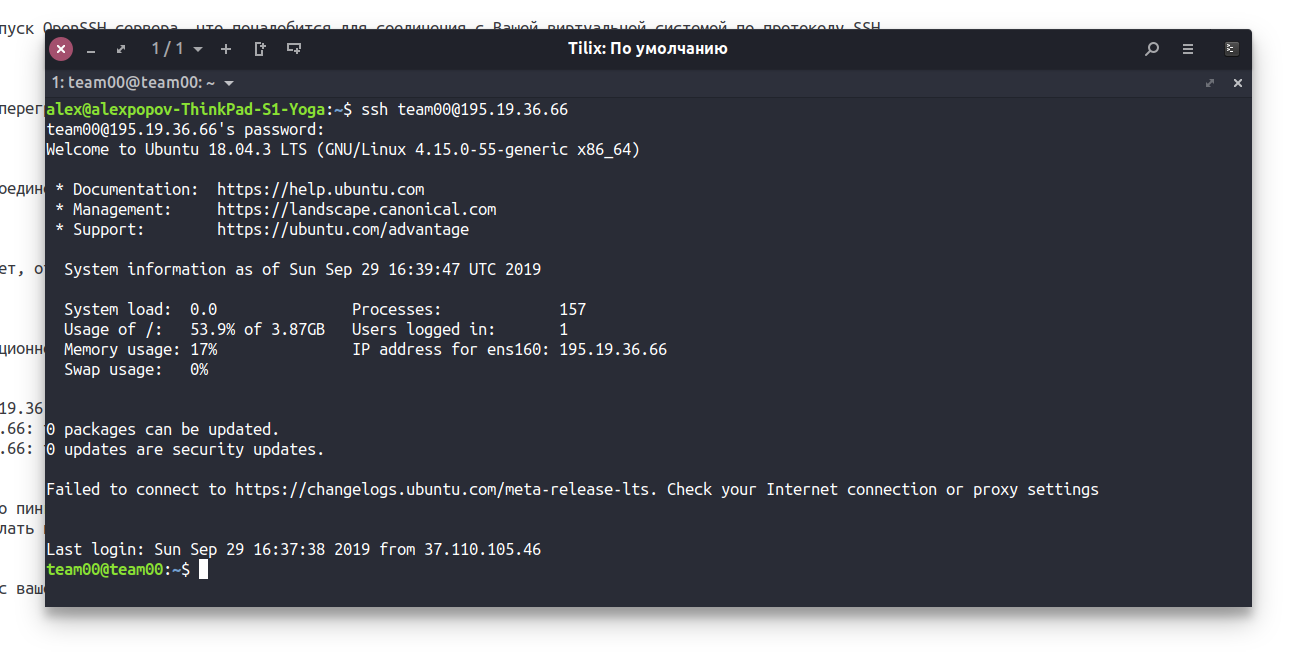 пуск OpenSSH сервера, что понадобится для соединения с Вашей виртуальной системой по протоколу SSH
1 / 1
Tilix: По умолчанию
1: team00@team00: ~
alex@alexpopov-ThinkPad-S1-Yoga:~$ ssh team00@195.19.36.66
team00@195.19.36.66's password:
Welcome to Ubuntu 18.04.3 LTS (GNU/Linux 4.15.0-55-generic x86_64)
* Documentation: https://help.ubuntu.com
* Management: https://landscape.canonical.com
* Support: https://ubuntu.com/advantage
System information as of Sun Sep 29 16:39:47 UTC 2019
System load: 0.0 Processes: 157
Usage of /: 53.9% of 3.87GB Users logged in: 1
Memory usage: 17% IP address for ens160: 195.19.36.66
Swap usage: 0%
0 packages can be updated.
0 updates are security updates.
Failed to connect to https://changelogs.ubuntu.com/meta-release-lts. Check your Internet connection or proxy settings
Last login: Sun Sep 29 16:37:38 2019 from 37.110.105.46
team00@team00:~$
перег
оедин
ет, о
ционн
19.36
.66:
.66:
о пин
лать
с ваш